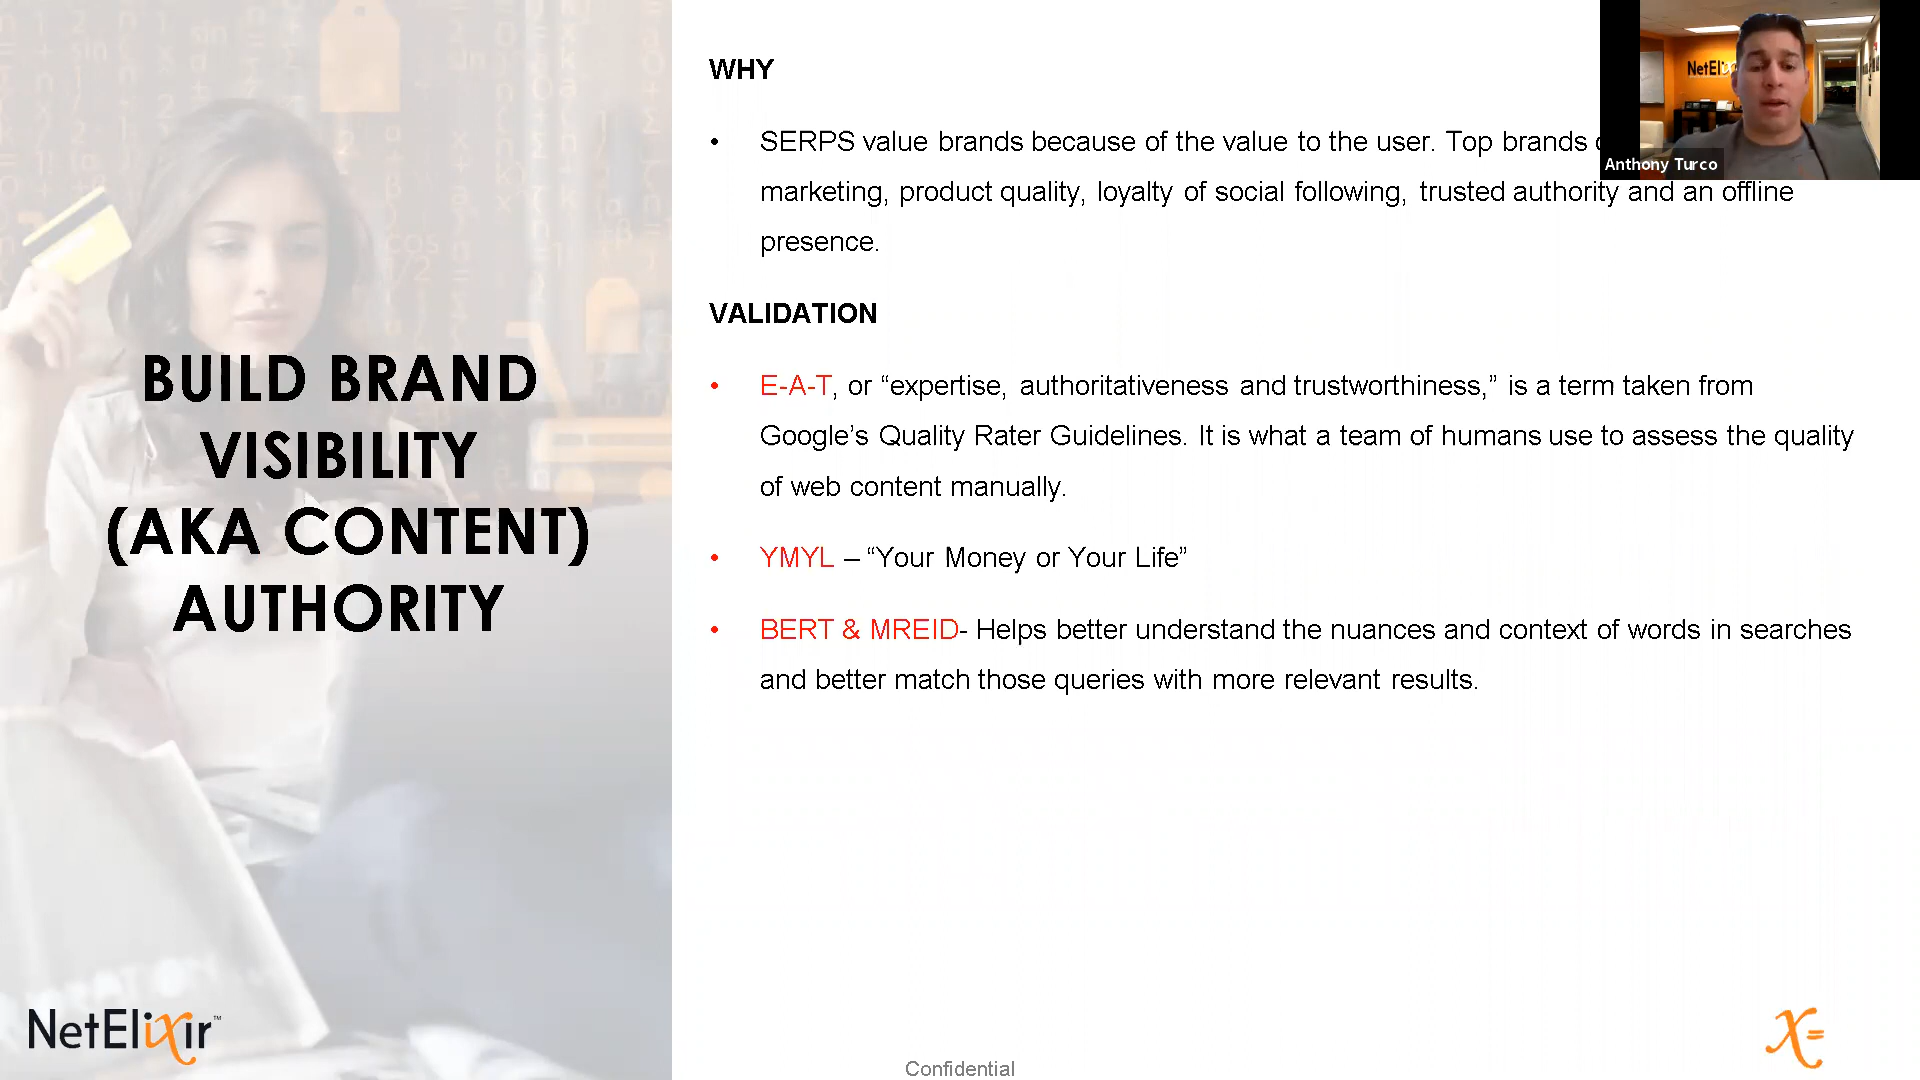 BUILD BRAND
VISIBILITY
(AKA CONTENT)
AUTHORITY
NetElixir™
WHY
• SERPS value brands because of the value to the user. Top brands
marketing, product quality, loyalty of social following, trusted authority and an offline
presence.
VALIDATION
• E-A-T, or “expertise, authoritativeness and trustworthiness,” is a term taken from
Google’s Quality Rater Guidelines. It is what a team of humans use to assess the quality
of web content manually.
• YMYL – “Your Money or Your Life”
• BERT & MREID- Helps better understand the nuances and context of words in searches
and better match those queries with more relevant results.
Anthony Turco
Confidential
X=